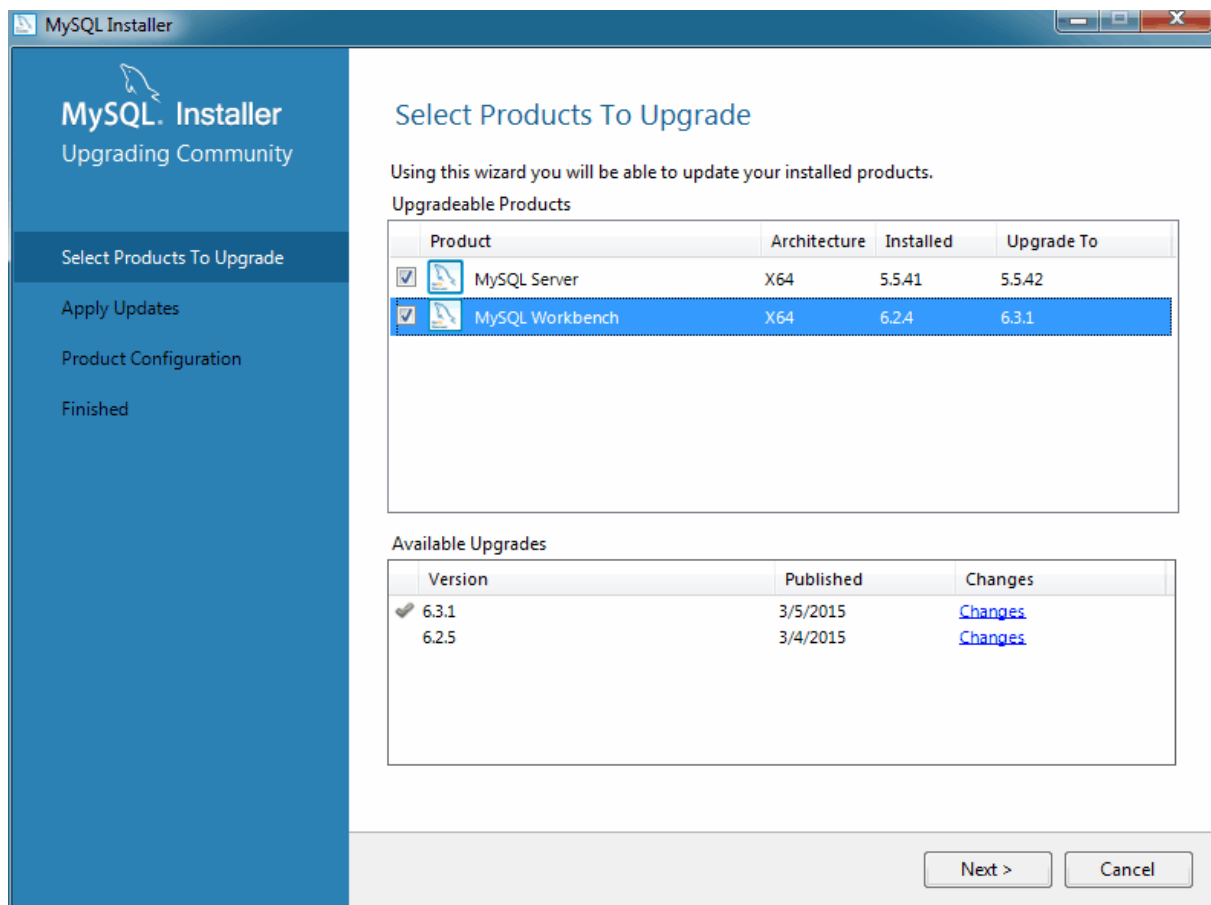 MySQL Installer
MySQL. Installer
Upgrading Community
Select Products To Upgrade
Apply Updates
Product Configuration
Finished
Select Products To Upgrade
Using this wizard you will be able to update your installed products.
Upgradeable Products
Product Architecture Installed Upgrade To
MySQL Server X64 5.5.41 5.5.42
MySQL Workbench X64 6.2.4 6.3.1
Available Upgrades
Version Published Changes
6.3.1 3/5/2015 Changes
6.2.5 3/4/2015 Changes
Next > Cancel